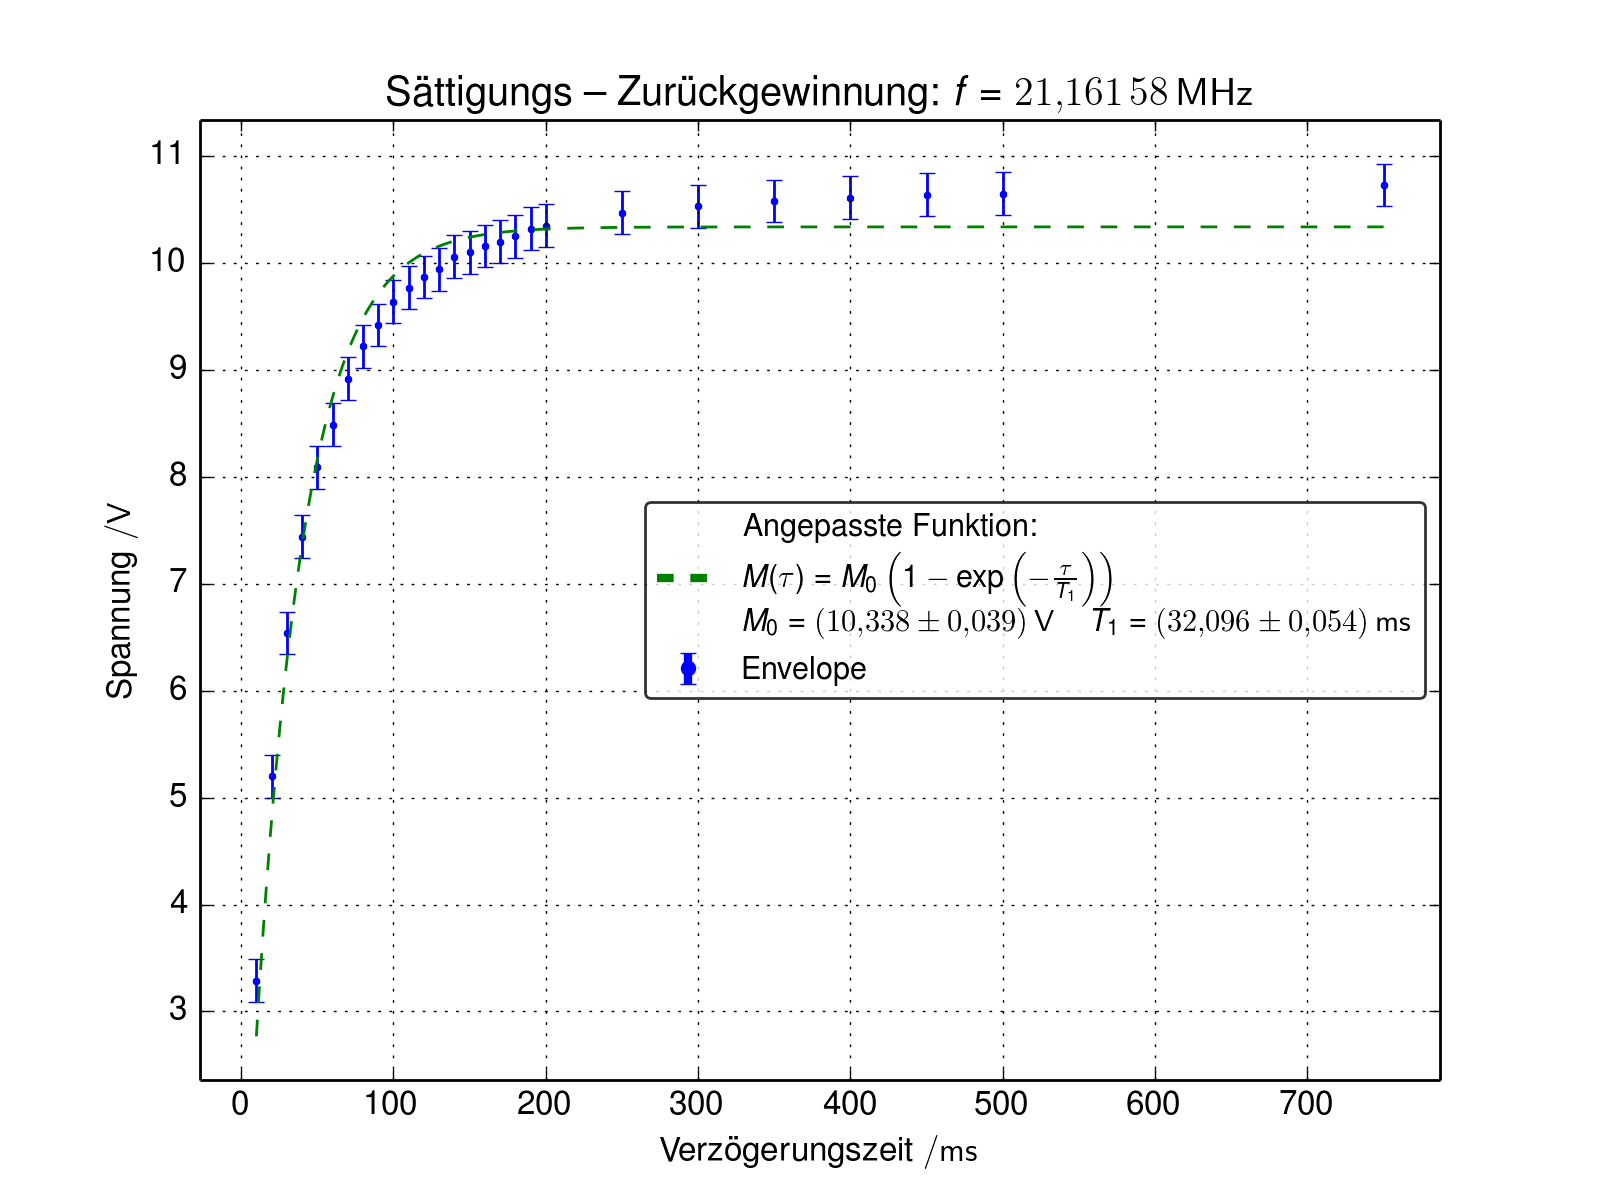 Sättigungs – Zurückgewinnung: f = 21,161 58 MHz
11
10
9
8
7
6
5
4
3
Spannung /V
Angepasste Funktion:
M(τ) = M₀ (1 − exp (−τ/T₁))
M₀ = (10,338 ± 0,039) V T₁ = (32,096 ± 0,054) ms
Envelope
0 100 200 300 400 500 600 700
Verzögerungszeit /ms